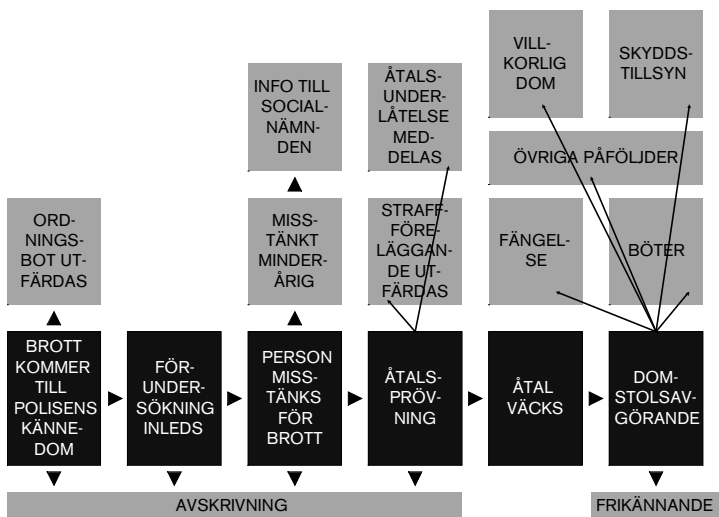 VILL-
KORLIG
DOM
SKYDDS-
TILLSYN
INFO TILL
SOCIAL-
NÄMN-
DEN
ÅTALS-
UNDER-
LÅTELSE
MED-
DELAS
ÖVRIGA PÅFÖLJDER
ORD-
NINGS-
BOT UT-
FÄRDAS
MISS-
TÄNKT
MINDER-
ÅRIG
STRAFF-
FÖRE-
LÄGGAN-
DE UT-
FÄRDAS
FÄNGEL-
SE
BÖTER
BROTT
KOMMER
TILL
POLISENS
KÄNNE-
DOM
FÖR-
UNDER-
SÖKNING
INLEDS
PERSON
MISS-
TÄNKS
FÖR
BROTT
ÅTALS-
PRÖV-
NING
ÅTAL
VÄCKS
DOM-
STOLSAV-
GÖRANDE
AVSKRIVNING
FRIKÄNNANDE